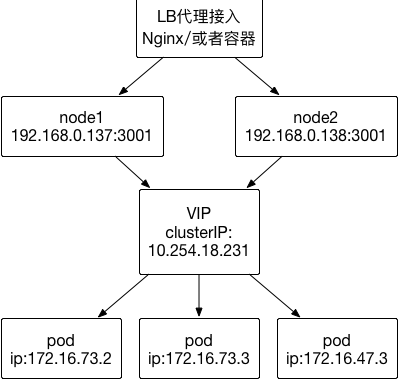 LB代理接入
Nginx/或者容器
node1
192.168.0.137:3001
node2
192.168.0.138:3001
VIP
clusterIP:
10.254.18.231
pod
ip:172.16.73.2
pod
ip:172.16.73.3
pod
ip:172.16.47.3